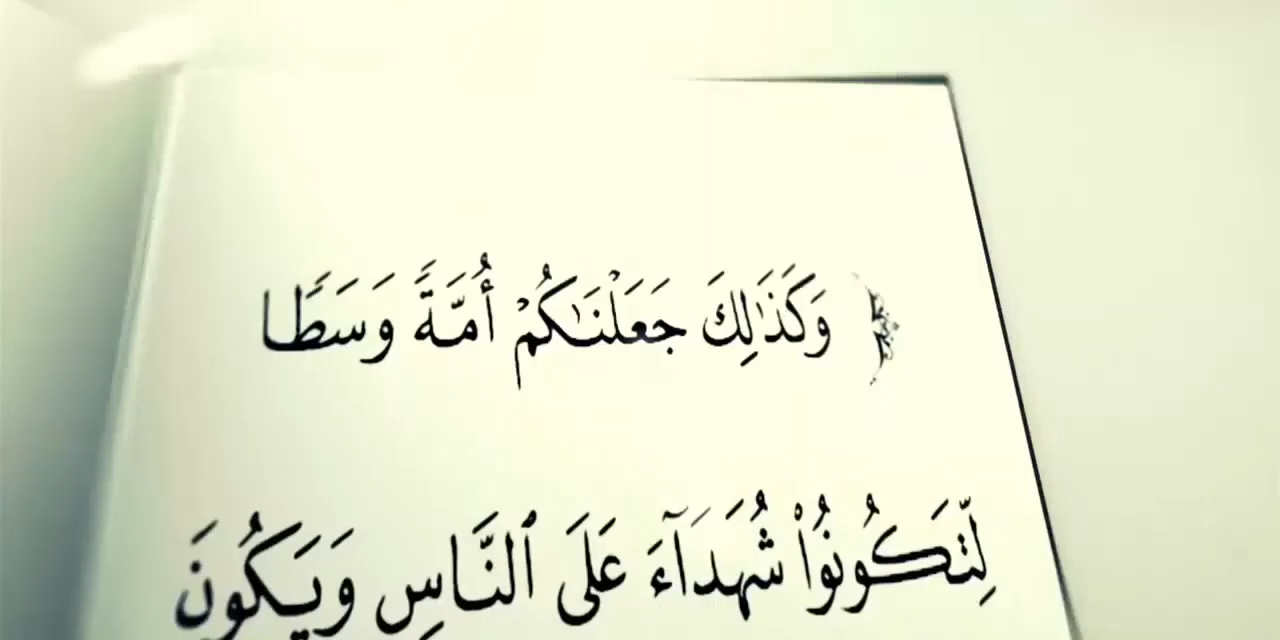 ﴿ وَكَذَٰلِكَ جَعَلْنَٰكُمْ أُمَّةً وَسَطًا
لِّتَكُونُوا۟ شُهَدَآءَ عَلَى ٱلنَّاسِ وَيَكُونَ